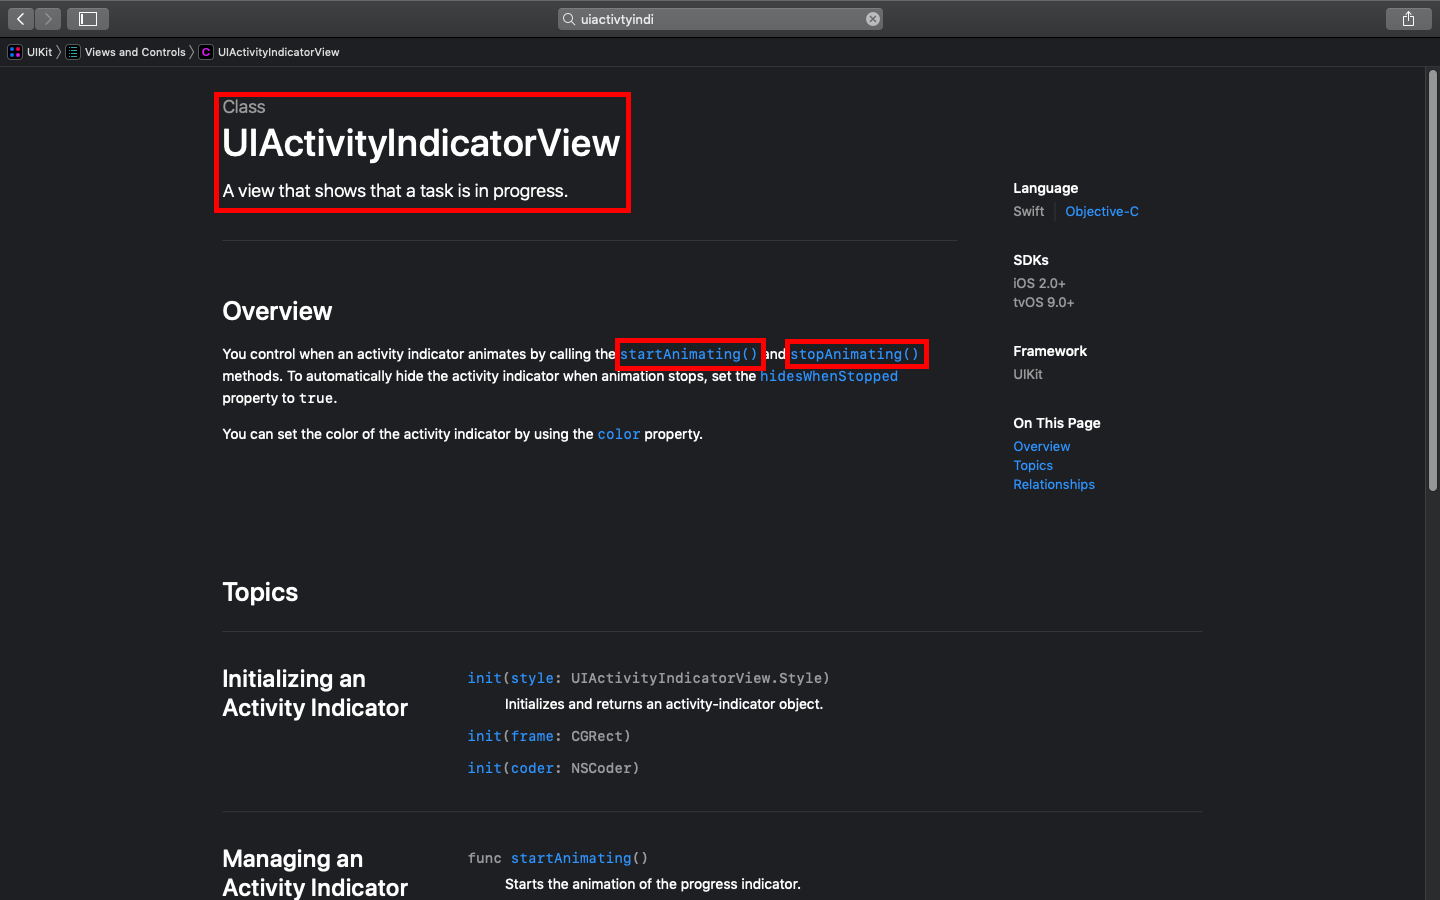 uiactivtyindi
UIKit
Views and Controls
C
UIActivityIndicatorView
Class
UIActivityIndicatorView
A view that shows that a task is in progress.
Language
Swift
Objective-C
SDKs
iOS 2.0+
tvOS 9.0+
Framework
UIKit
On This Page
Overview
Topics
Relationships
Overview
You control when an activity indicator animates by calling the startAnimating() and stopAnimating()
methods. To automatically hide the activity indicator when animation stops, set the hidesWhenStopped
property to true.
You can set the color of the activity indicator by using the color property.
Topics
Initializing an
Activity Indicator
init(style: UIActivityIndicatorView.Style)
Initializes and returns an activity-indicator object.
init(frame: CGRect)
init(coder: NSCoder)
Managing an
Activity Indicator
func startAnimating()
Starts the animation of the progress indicator.